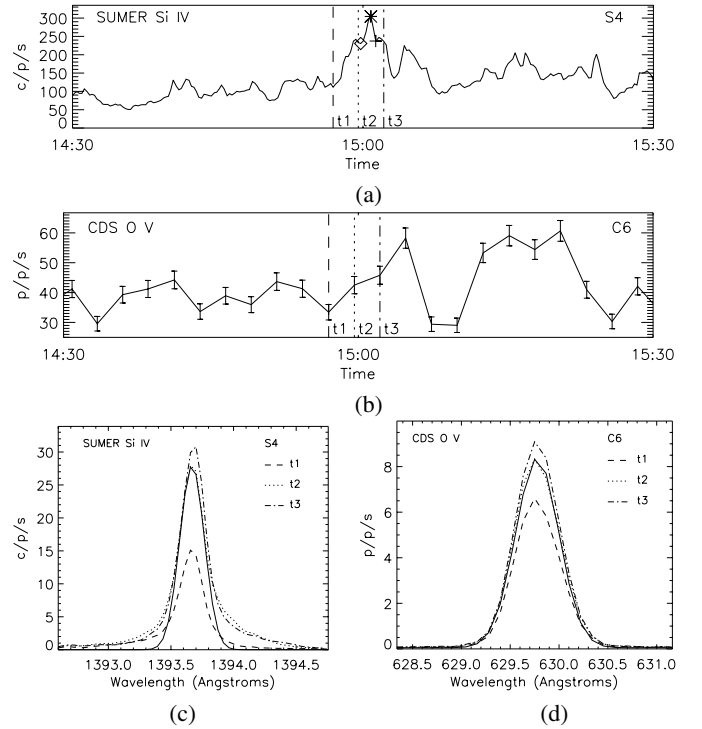 SUMER Si IV
S4
300
250
200
150
100
50
0
c/p/s
t1
t2
t3
14:30
15:00
15:30
Time
(a)
CDS O V
C6
60
50
40
30
p/p/s
t1
t2
t3
14:30
15:00
15:30
Time
(b)
SUMER Si IV
S4
t1
t2
t3
30
25
20
15
10
5
0
c/p/s
1393.0
1393.5
1394.0
1394.5
Wavelength (Angstroms)
(c)
CDS O V
C6
t1
t2
t3
8
6
4
2
0
p/p/s
628.5
629.0
629.5
630.0
630.5
631.0
Wavelength (Angstroms)
(d)